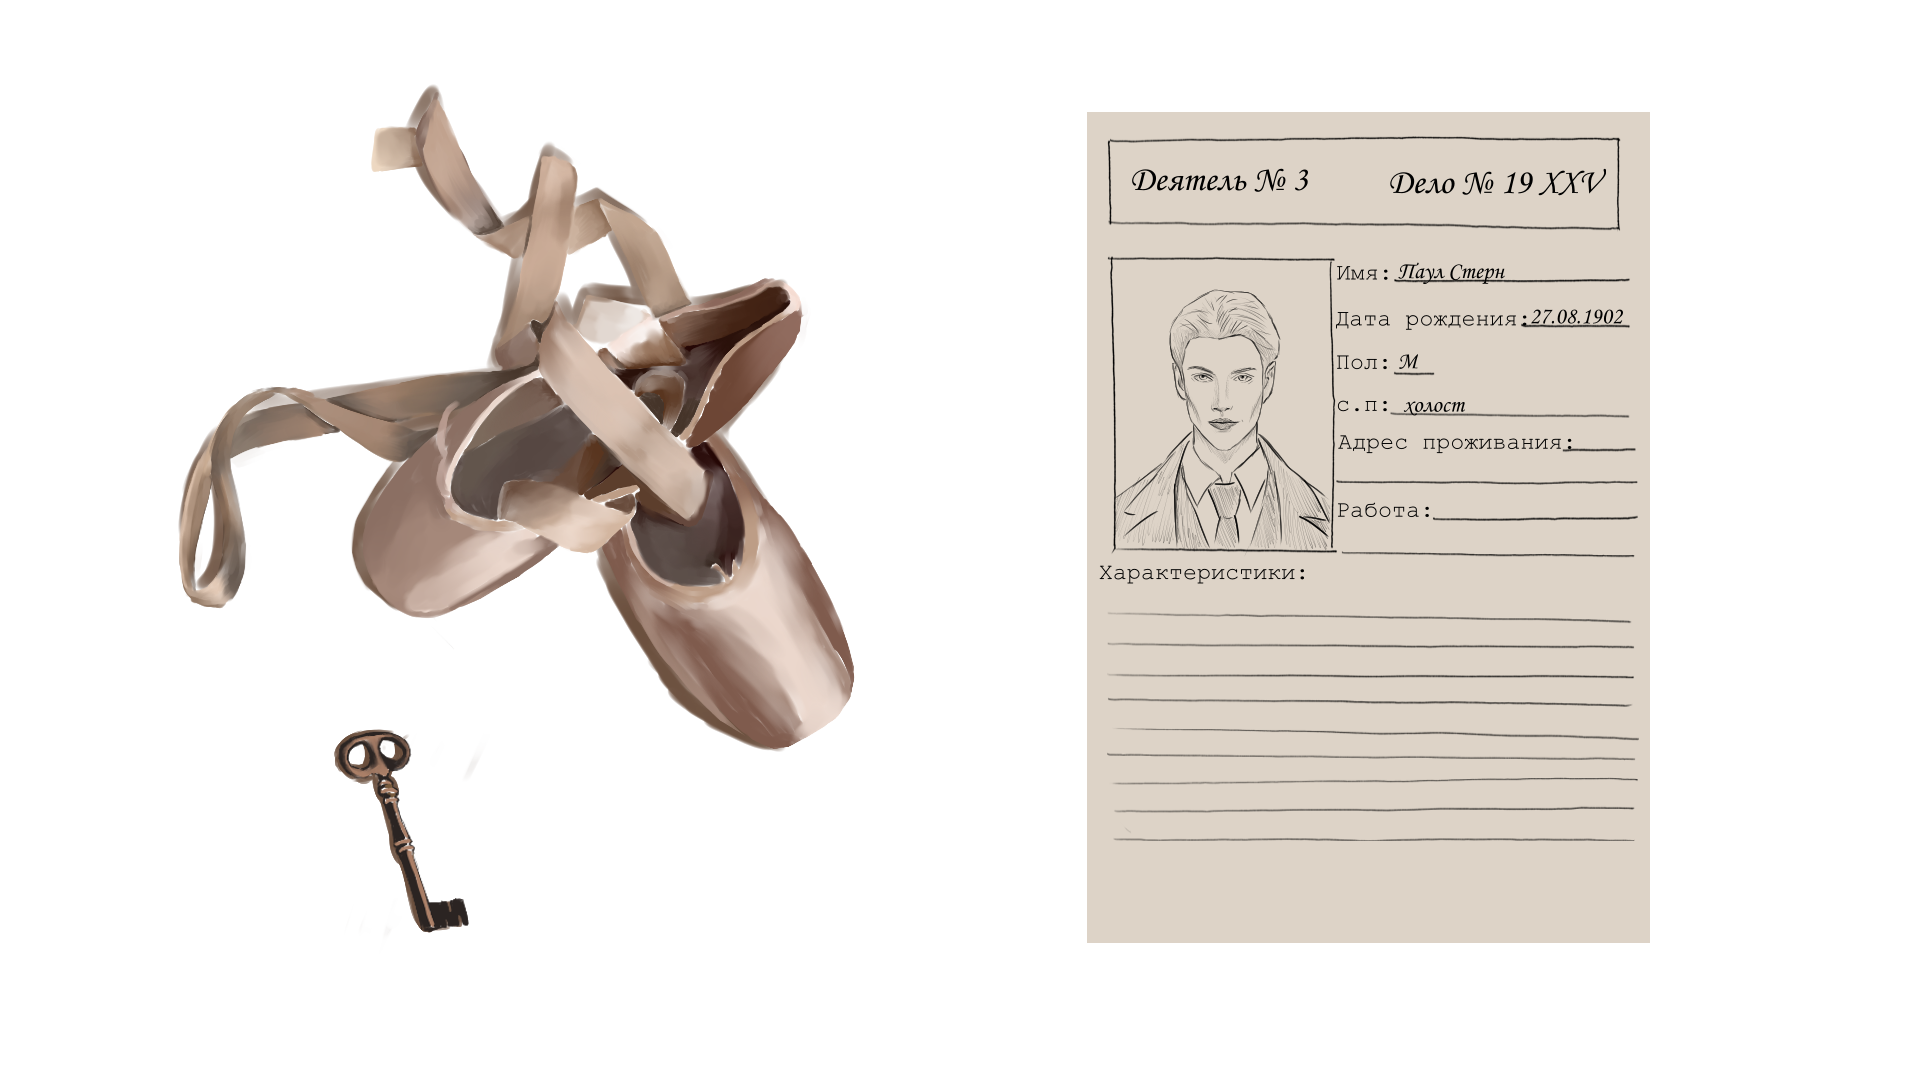 Деятель № 3 Дело № 19 XXV
Имя: Паул Стерн
Дата рождения: 27.08.1902
Пол: М
с.п: холост
Адрес проживания:
Работа:
Характеристики: